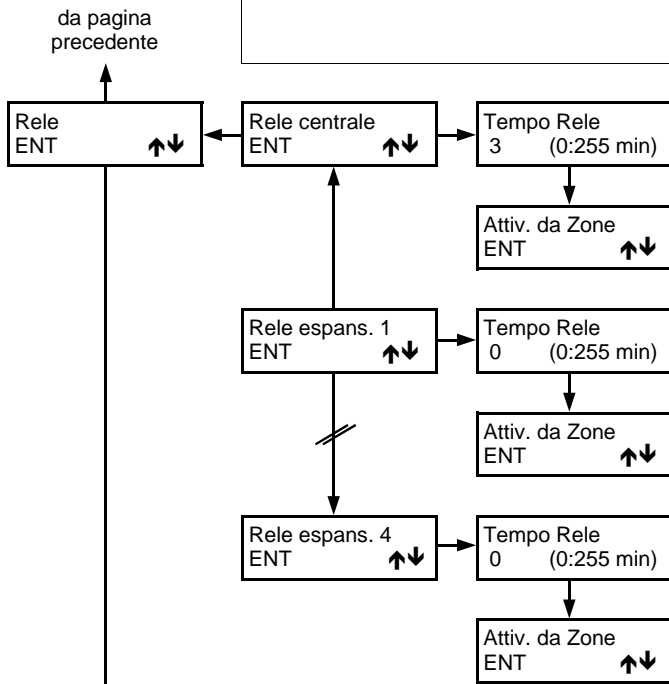 da pagina
precedente
Rele
ENT
Rele centrale
ENT
Tempo Rele
3 (0:255 min)
Attiv. da Zone
ENT
Rele espans. 1
ENT
Tempo Rele
0 (0:255 min)
Attiv. da Zone
ENT
Rele espans. 4
ENT
Tempo Rele
0 (0:255 min)
Attiv. da Zone
ENT